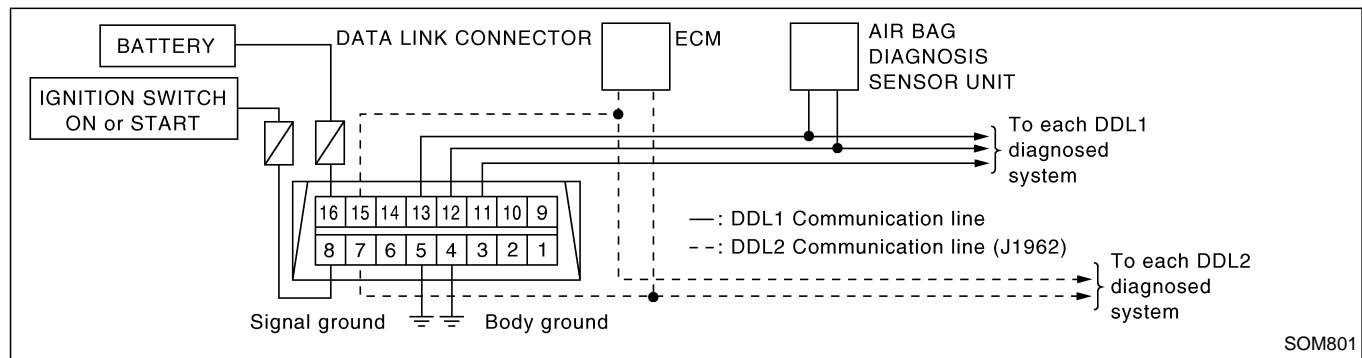 BATTERY
DATA LINK CONNECTOR
ECM
AIR BAG
DIAGNOSIS
SENSOR UNIT
IGNITION SWITCH
ON or START
To each DDL1
diagnosed
system
16 15 14 13 12 11 10 9
8 7 6 5 4 3 2 1
—: DDL1 Communication line
- -: DDL2 Communication line (J1962)
To each DDL2
diagnosed
system
Signal ground
Body ground
SOM801